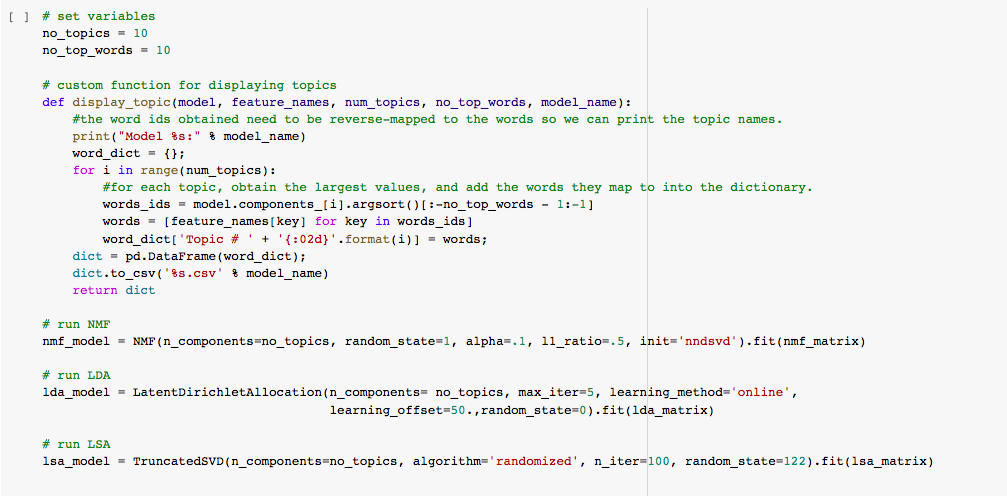 [ ] # set variables
no_topics = 10
no_top_words = 10
# custom function for displaying topics
def display_topic(model, feature_names, num_topics, no_top_words, model_name):
#the word ids obtained need to be reverse-mapped to the words so we can print the topic names.
print("Model %s:" % model_name)
word_dict = {};
for i in range(num_topics):
#for each topic, obtain the largest values, and add the words they map to into the dictionary.
words_ids = model.components_[i].argsort()[:-no_top_words - 1:-1]
words = [feature_names[key] for key in words_ids]
word_dict['Topic # ' + '{:02d}'.format(i)] = words;
dict = pd.DataFrame(word_dict);
dict.to_csv('%s.csv' % model_name)
return dict
# run NMF
nmf_model = NMF(n_components=no_topics, random_state=1, alpha=.1, l1_ratio=.5, init='nndsvd').fit(nmf_matrix)
# run LDA
lda_model = LatentDirichletAllocation(n_components= no_topics, max_iter=5, learning_method='online',
learning_offset=50.,random_state=0).fit(lda_matrix)
# run LSA
lsa_model = TruncatedSVD(n_components=no_topics, algorithm='randomized', n_iter=100, random_state=122).fit(lsa_matrix)